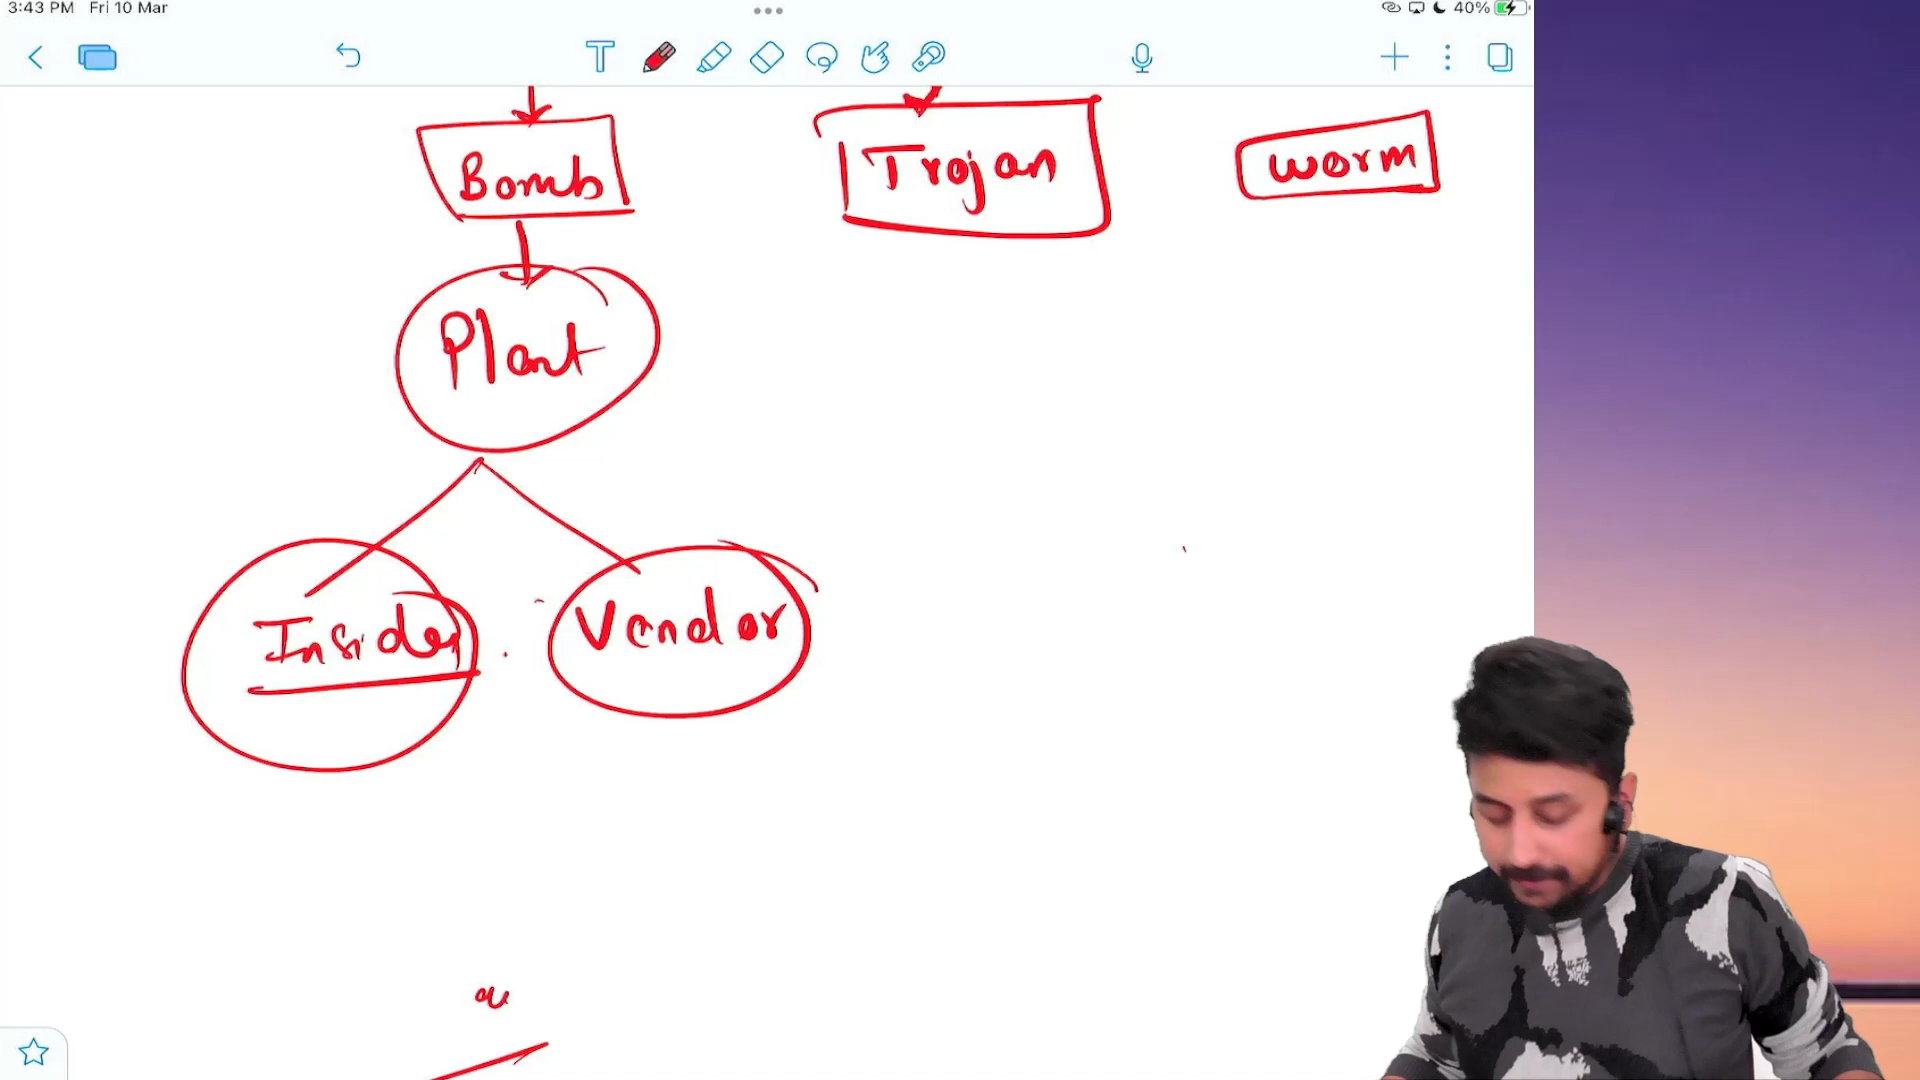 3:43 PM Fri 10 Mar
40%
T
Bomb
Trojan
worm
Plant
Insider
Vendor